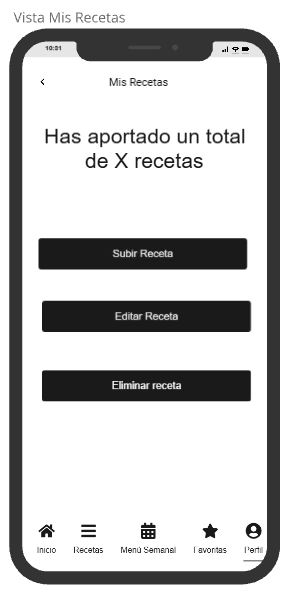 Vista Mis Recetas
10:31
Mis Recetas
Has aportado un total
de X recetas
Subir Receta
Editar Receta
Eliminar receta
Inicio
Recetas
Menú Semanal
Favoritas
Perfil